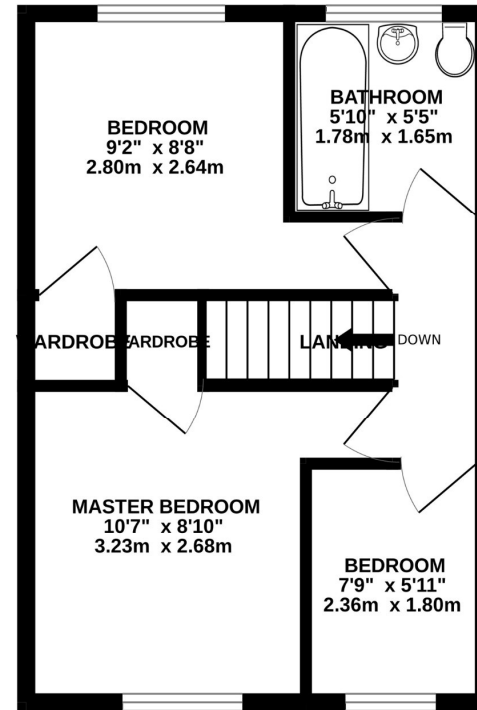 BATHROOM
5'10" x 5'5"
1.78m x 1.65m
BEDROOM
9'2" x 8'8"
2.80m x 2.64m
WARDROBE
WARDROBE
LANDING
DOWN
MASTER BEDROOM
10'7" x 8'10"
3.23m x 2.68m
BEDROOM
7'9" x 5'11"
2.36m x 1.80m